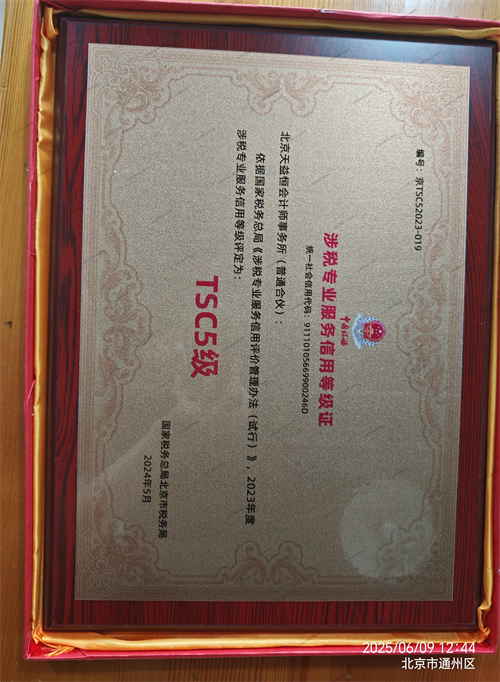 编号：京TSC52023-019
中国税务
涉税专业服务信用等级证
统一社会信用代码：91110105669900246D
北京天益恒会计师事务所（普通合伙）：
依据国家税务总局《涉税专业服务信用评价管理办法（试行）》，2023年度
涉税专业服务信用等级评定为：
TSC5级
国家税务总局北京市税务局
2024年5月
2025/06/09 12:44
北京市通州区